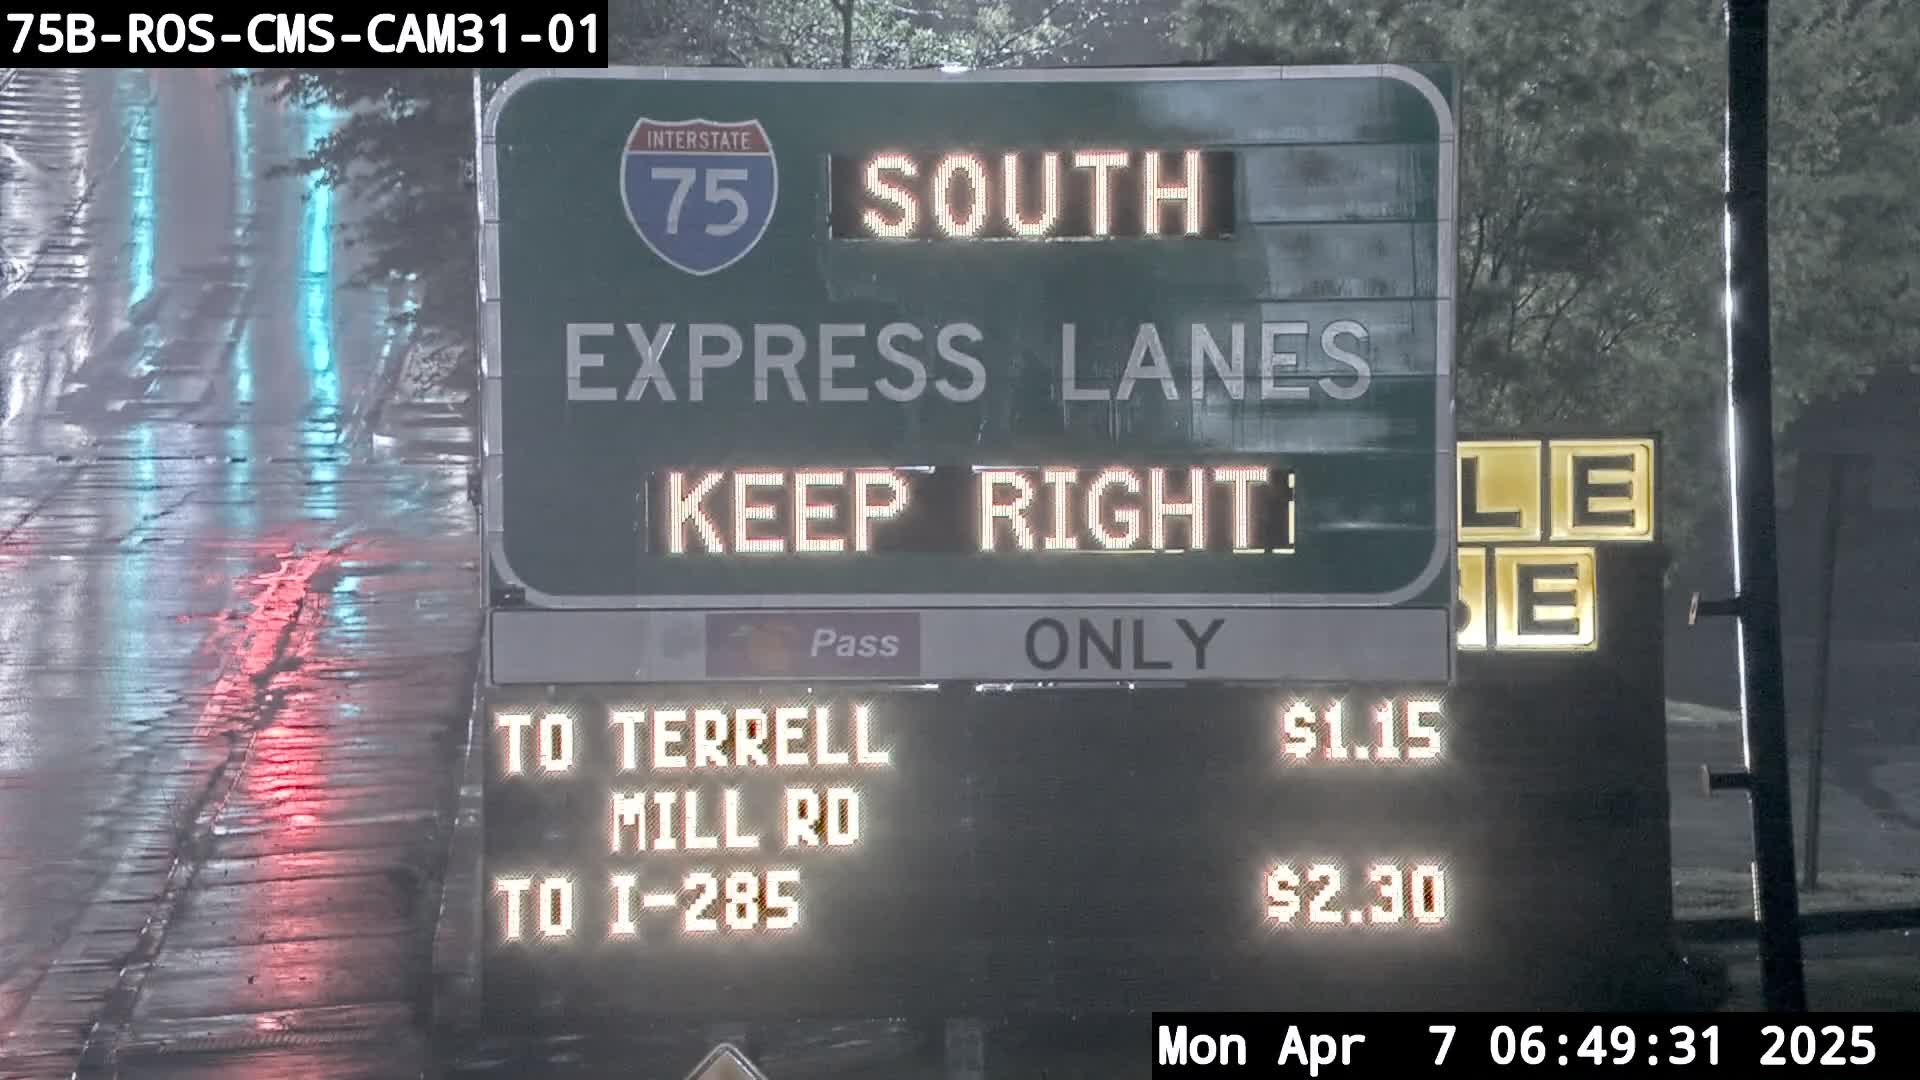 75B-ROS-CMS-CAM31-01
INTERSTATE
75
SOUTH
EXPRESS LANES
KEEP RIGHT
Pass ONLY
TO TERRELL $1.15
MILL RD
TO I-285 $2.30
LE
E
Mon Apr 7 06:49:31 2025